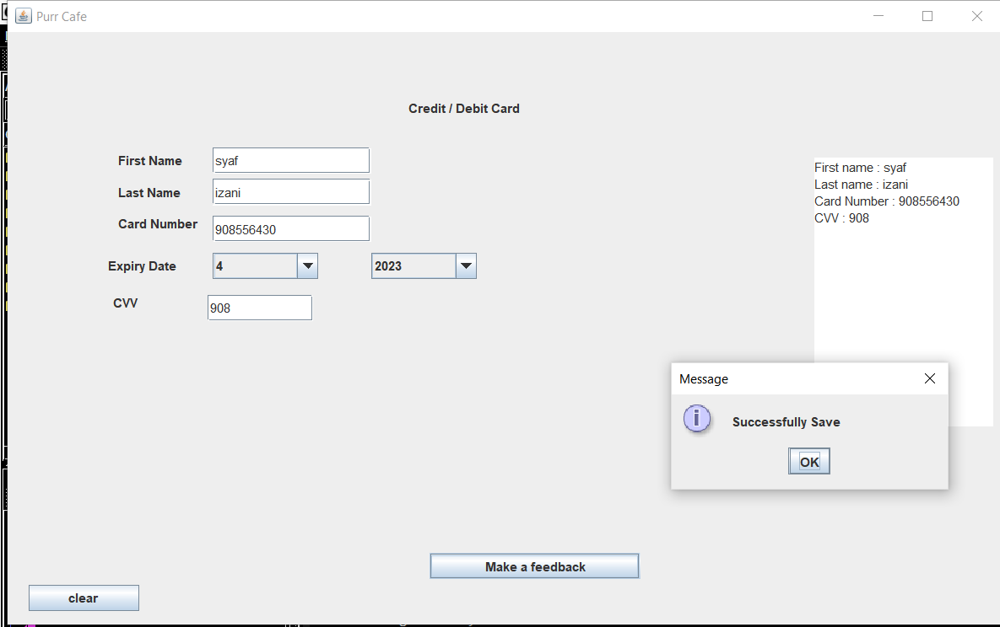 Purr Cafe
Credit / Debit Card
First Name syaf
Last Name izani
Card Number 908556430
Expiry Date 4 2023
CVV 908
First name : syaf
Last name : izani
Card Number : 908556430
CVV : 908
Message
Successfully Save
OK
Make a feedback
clear